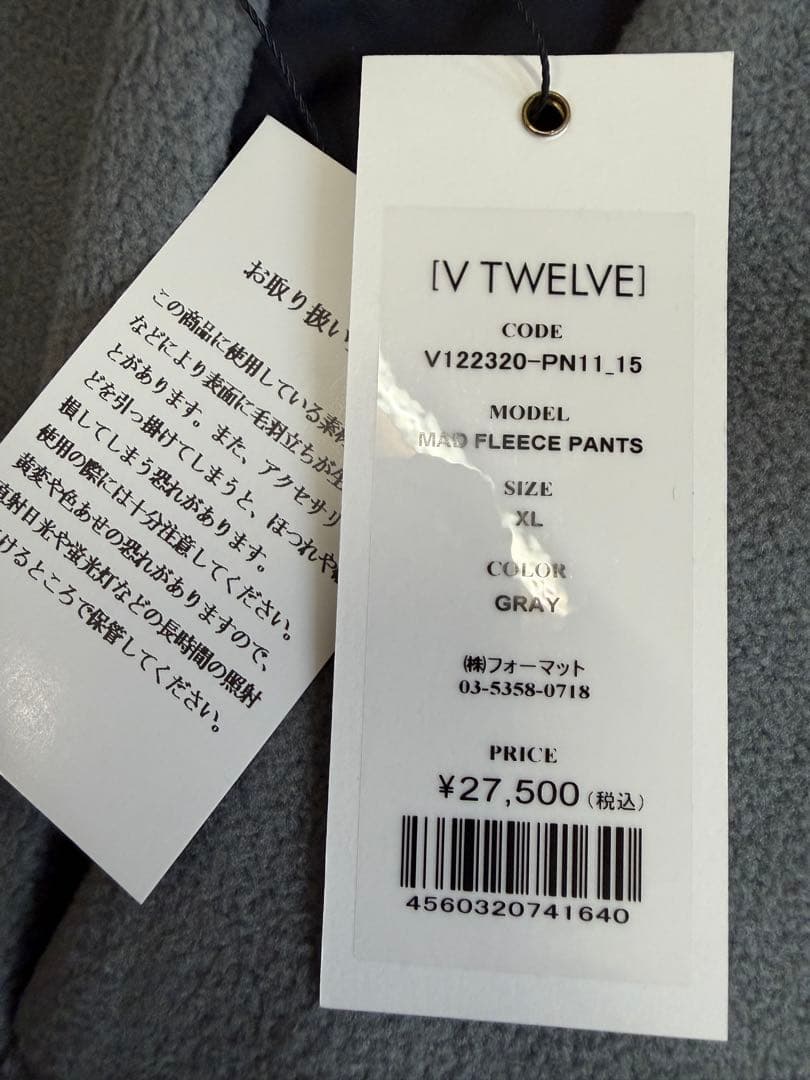 お取り扱い
この商品に使用している素材
などにより表面に毛羽立ちが生
とがあります。また、アクセサリ
どを引っ掛けてしまうと、ほつれや
損してしまう恐れがあります。
使用の際には十分注意してください。
黄変や色あせの恐れがありますので、
直射日光や蛍光灯などの長時間の照射
けるところで保管してください。
[V TWELVE]
CODE
V122320-PN11_15
MODEL
MAD FLEECE PANTS
SIZE
XL
COLOR
GRAY
㈱フォーマット
03-5358-0718
PRICE
¥27,500(税込)
4560320741640